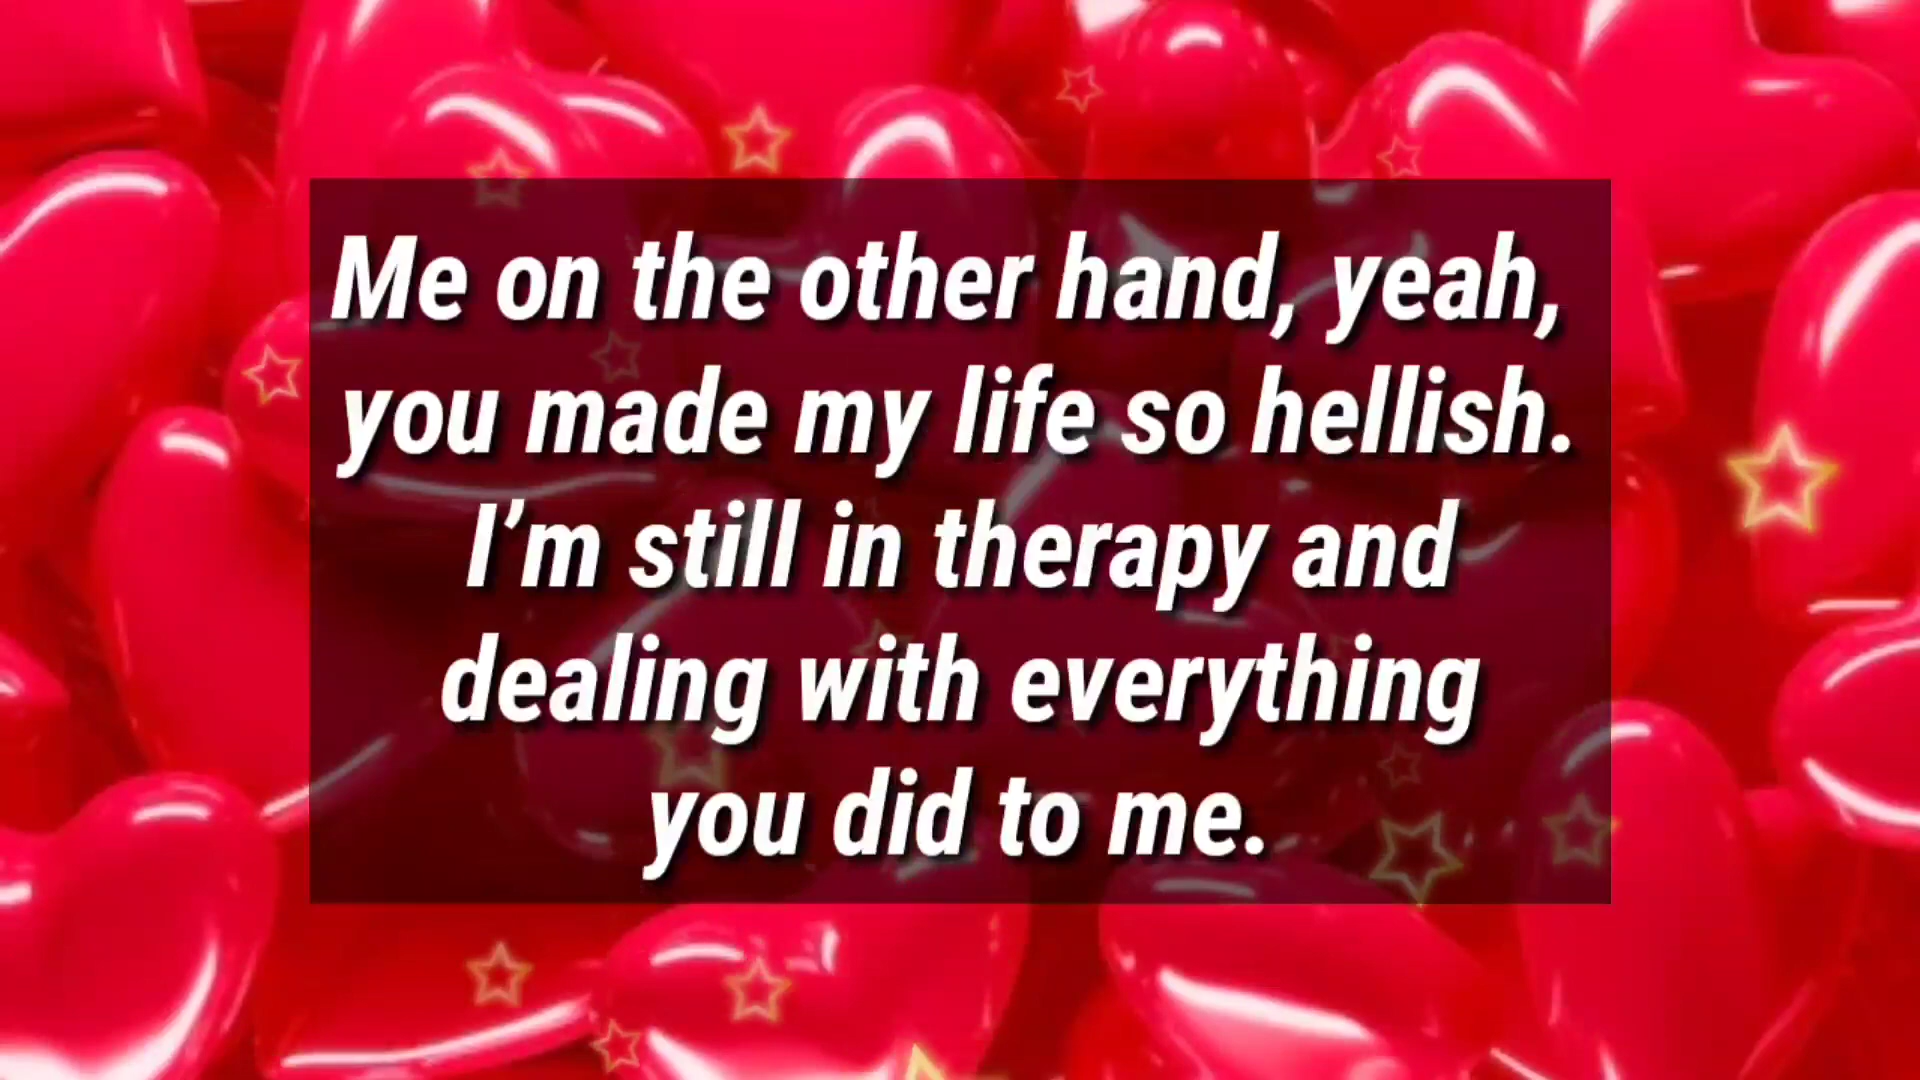 Me on the other hand, yeah,
you made my life so hellish.
I’m still in therapy and
dealing with everything
you did to me.